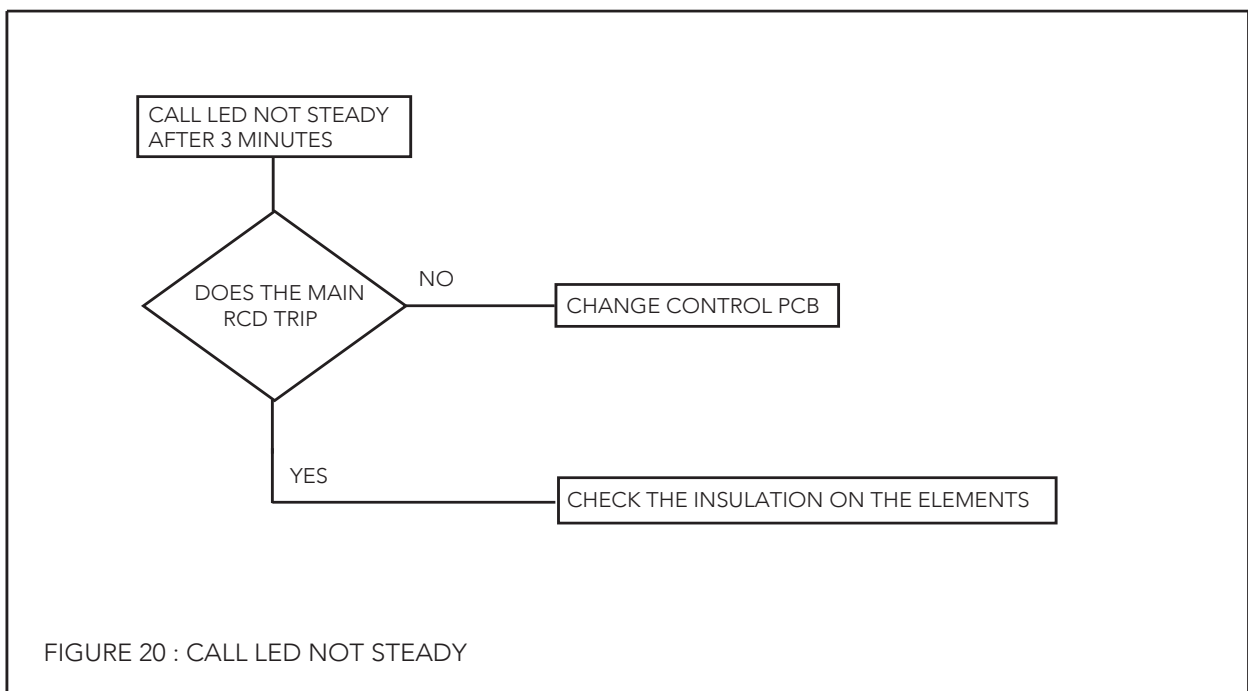 CALL LED NOT STEADY
AFTER 3 MINUTES
DOES THE MAIN
RCD TRIP
NO
CHANGE CONTROL PCB
YES
CHECK THE INSULATION ON THE ELEMENTS
FIGURE 20 : CALL LED NOT STEADY